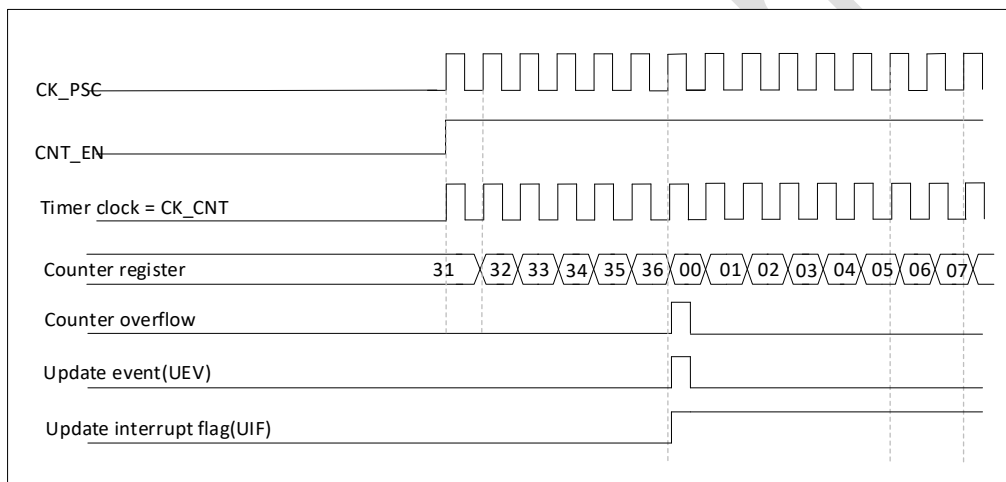 CK_PSC
CNT_EN
Timer clock = CK_CNT
Counter register 31 32 33 34 35 36 00 01 02 03 04 05 06 07
Counter overflow
Update event(UEV)
Update interrupt flag(UIF)